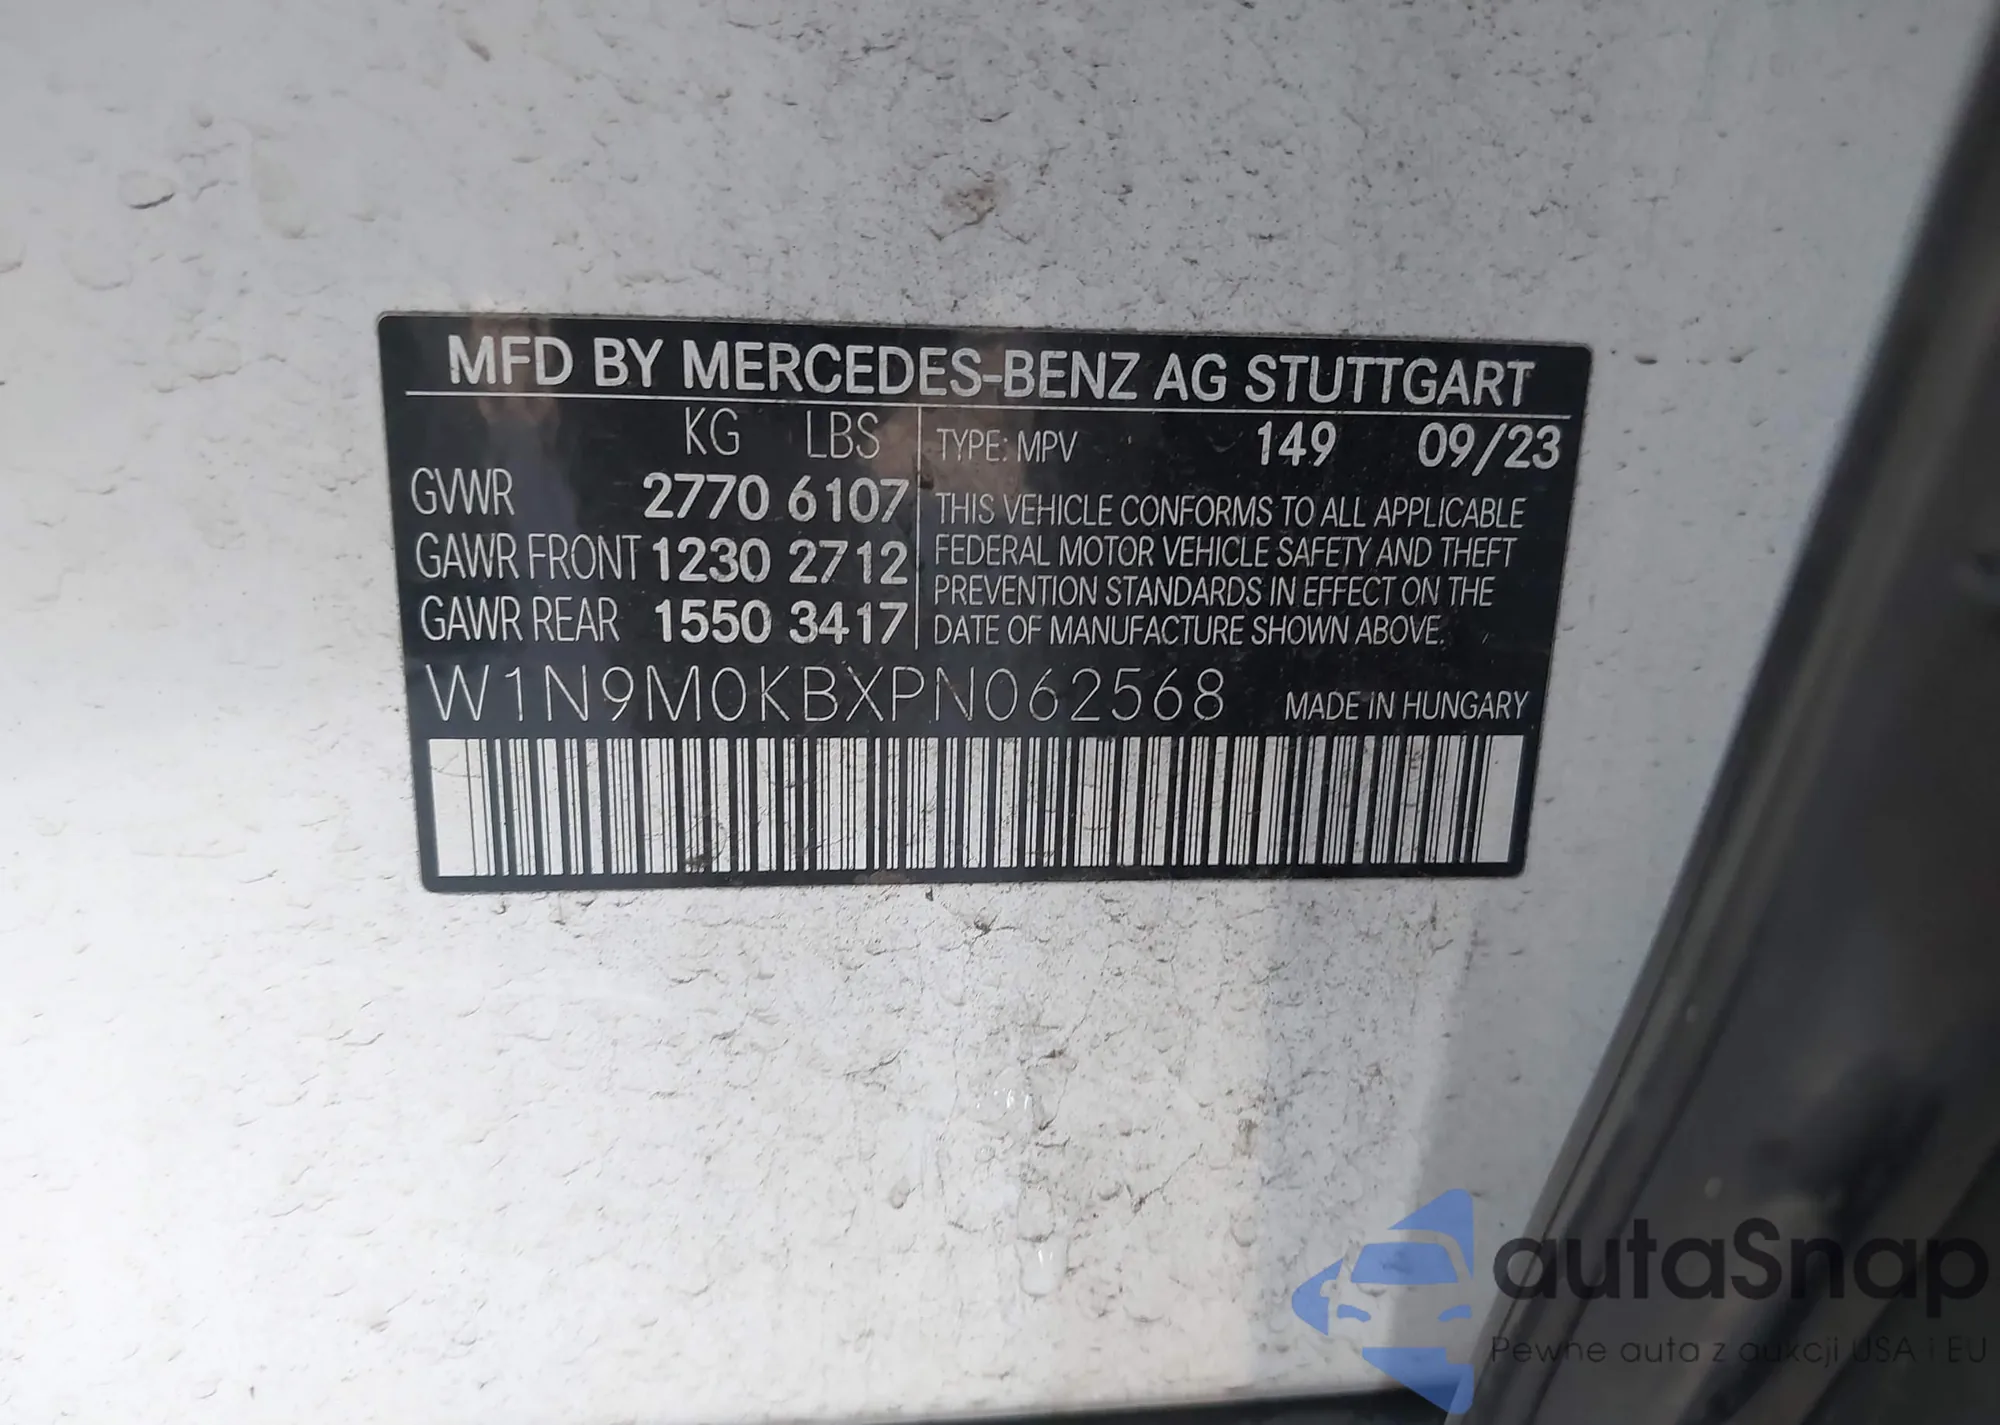 MFD BY MERCEDES-BENZ AG STUTTGART
KG LBS
GVWR 2770 6107
GAWR FRONT 1230 2712
GAWR REAR 1550 3417
TYPE: MPV 149 09/23
THIS VEHICLE CONFORMS TO ALL APPLICABLE
FEDERAL MOTOR VEHICLE SAFETY AND THEFT
PREVENTION STANDARDS IN EFFECT ON THE
DATE OF MANUFACTURE SHOWN ABOVE.
W1N9M0KBXPN062568 MADE IN HUNGARY
autaSnap
Pewne auta z aukcji USA i EU